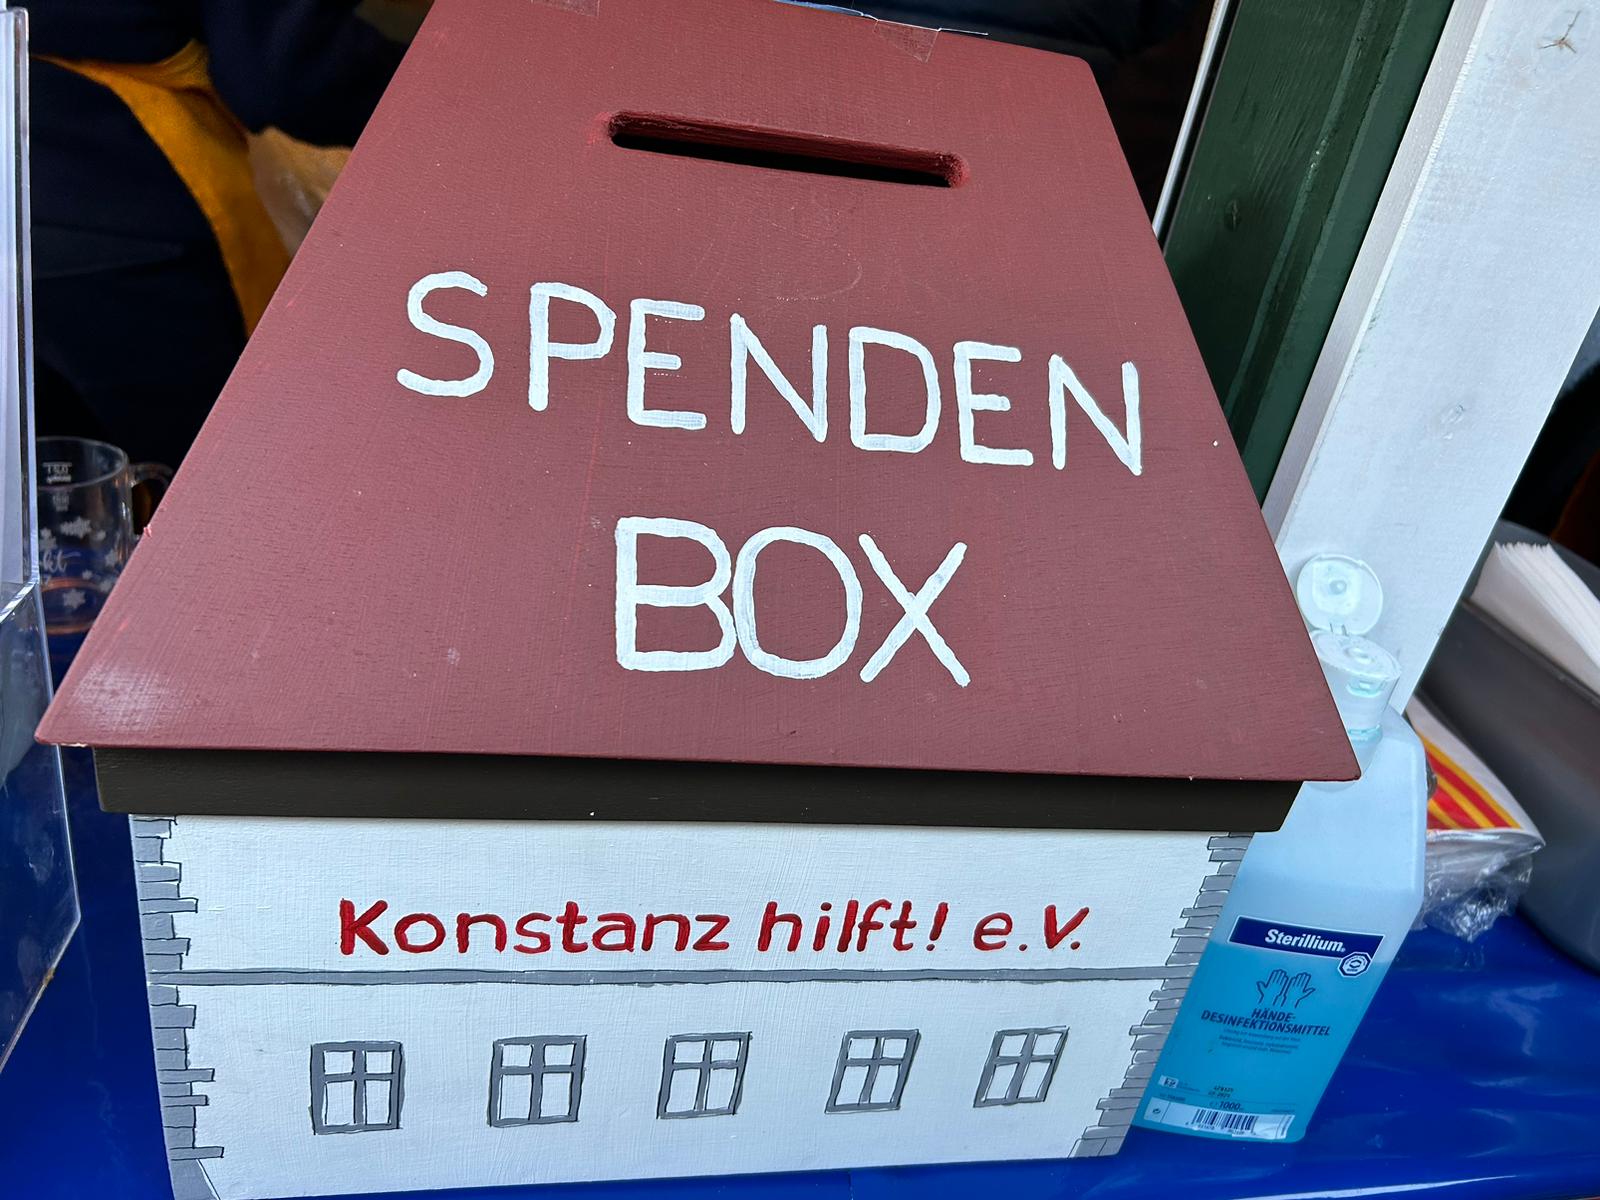 SPENDEN
BOX
Konstanz hilft! e.V.
Sterillium
HÄNDE-
DESINFEKTIONSMITTEL